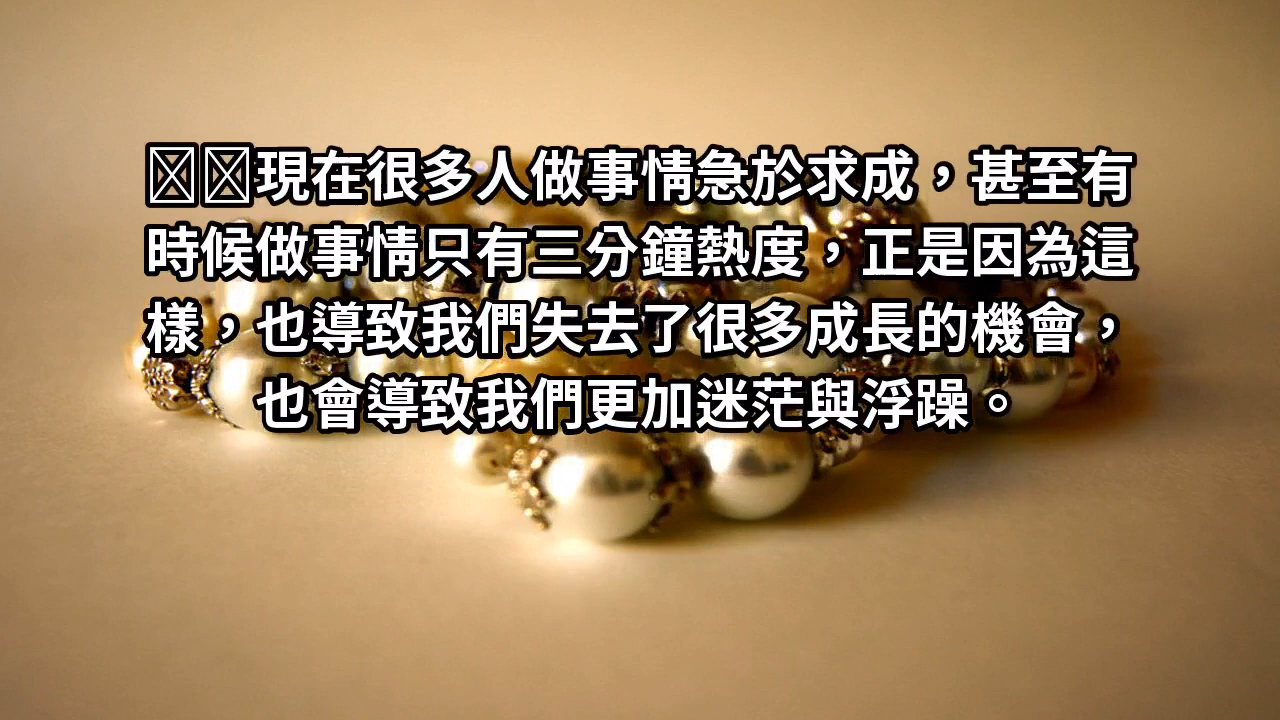 現在很多人做事情急於求成，甚至有
時候做事情只有三分鐘熱度，正是因為這
樣，也導致我們失去了很多成長的機會，
也會導致我們更加迷茫與浮躁。